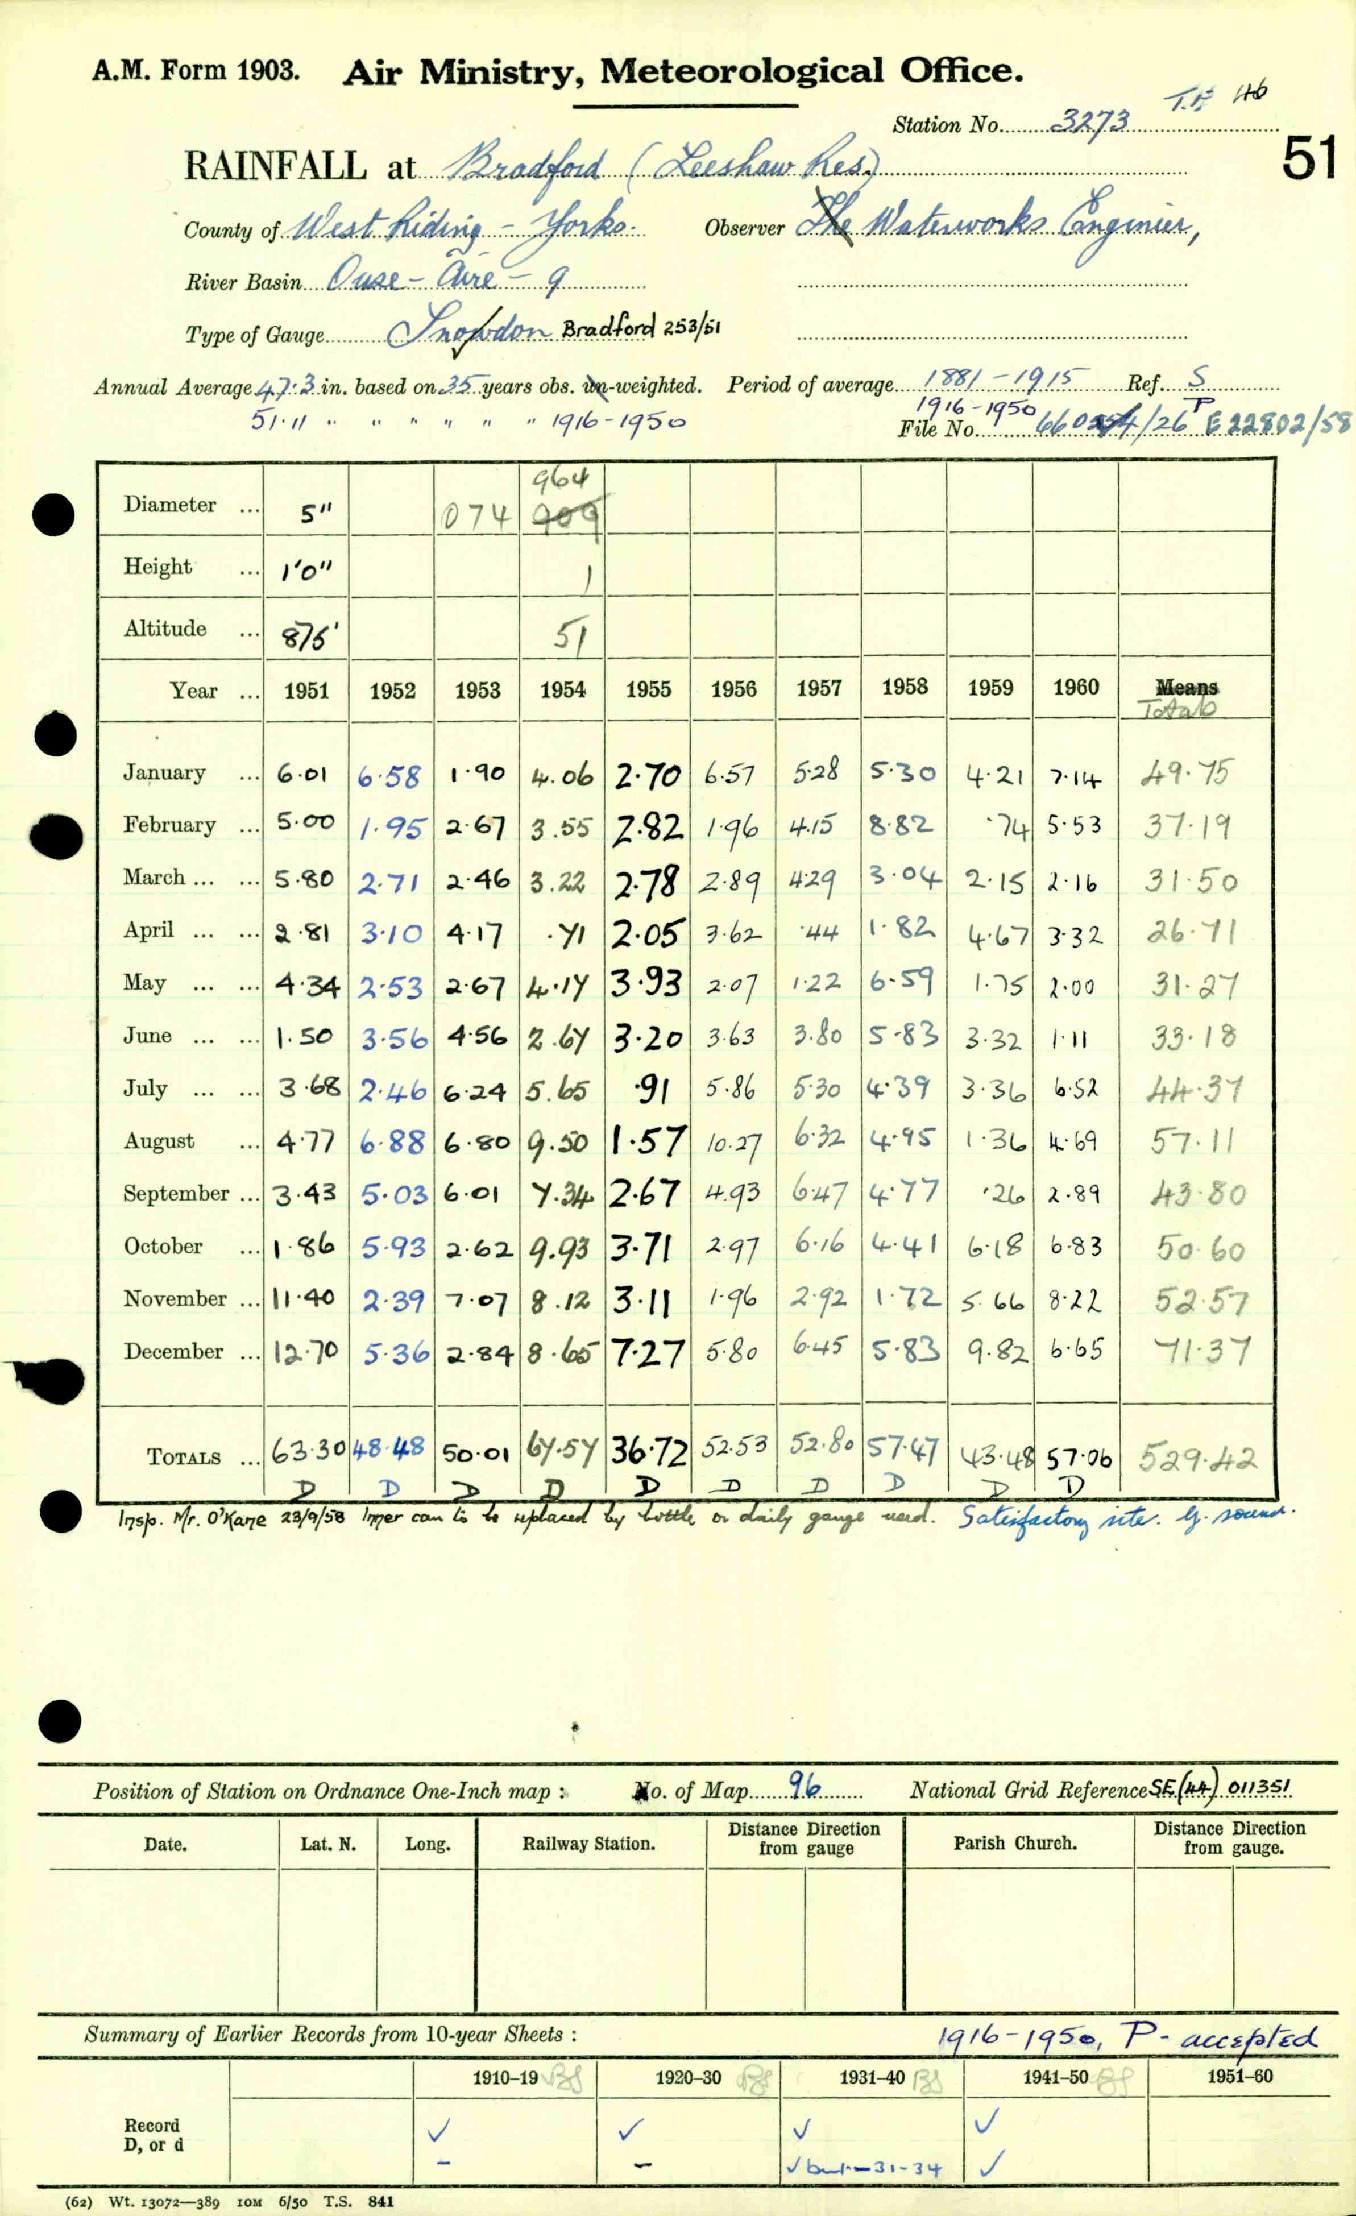 A.M. Form 1903. Air Ministry, Meteorological Office.
46
Station No. 3273
51
RAINFALL at Bradford (Leeshaw Res.)
County of West Riding - Yorks. Observer The Waterworks Enginier,
River Basin Ouse - Aire - 9
Type of Gauge Snowdon Bradford 253/51
Annual Average 47.3 in. based on 35 years obs. un-weighted. Period of average 1881-1915 Ref. S
51.11 " " " " " " 1916-1950 1916-1950 P
File No. /26 E22802/58
964
Diameter ... 5" 074 909
Height ... 1'0" 1
Altitude ... 875' 51
Year ... 1951 1952 1953 1954 1955 1956 1957 1958 1959 1960 Means
Totals
January ... 6.01 6.58 1.90 4.06 2.70 6.57 5.28 5.30 4.21 7.14 49.75
February ... 5.00 1.95 2.67 3.55 2.82 1.96 4.15 8.82 .74 5.53 37.19
March ... ... 5.80 2.71 2.46 3.22 2.78 2.89 4.29 3.04 2.15 2.16 31.50
April ... ... 2.81 3.10 4.17 .71 2.05 3.62 .44 1.82 4.67 3.32 26.71
May ... ... 4.34 2.53 2.67 4.17 3.93 2.07 1.22 6.59 1.75 2.00 31.27
June ... ... 1.50 3.56 4.56 2.67 3.20 3.63 3.80 5.83 3.32 1.11 33.18
July ... ... 3.68 2.46 6.24 5.65 .91 5.86 5.30 4.39 3.36 6.52 44.37
August ... 4.77 6.88 6.80 9.50 1.57 10.27 6.32 4.95 1.36 4.69 57.11
September ... 3.43 5.03 6.01 7.34 2.67 4.93 6.47 4.77 .26 2.89 43.80
October ... 1.86 5.93 2.62 9.93 3.71 2.97 6.16 4.41 6.18 6.83 50.60
November ... 11.40 2.39 7.07 8.12 3.11 1.96 2.92 1.72 5.66 8.22 52.57
December ... 12.70 5.36 2.84 8.65 7.27 5.80 6.45 5.83 9.82 6.65 71.37
TOTALS ... 63.30 48.48 50.01 67.57 36.72 52.53 52.80 57.47 43.48 57.06 529.42
D D D D D D D D D D
Insp. Mr. O'Kane 23/9/58 Inner can to be replaced by bottle or daily gauge used. Satisfactory site. G. sound.
Position of Station on Ordnance One-Inch map : No. of Map 96 National Grid Reference SE(44) 011351
Date. Lat. N. Long. Railway Station. Distance from Direction gauge Parish Church. Distance from Direction gauge.
Summary of Earlier Records from 10-year Sheets : 1916-1950, P - accepted
1910-19 1920-30 1931-40 1941-50 1951-60
Record ✓ ✓ ✓ ✓
D, or d - - ✓ but - 31-34 ✓
(62) Wt. 13072—389 10M 6/50 T.S. 841